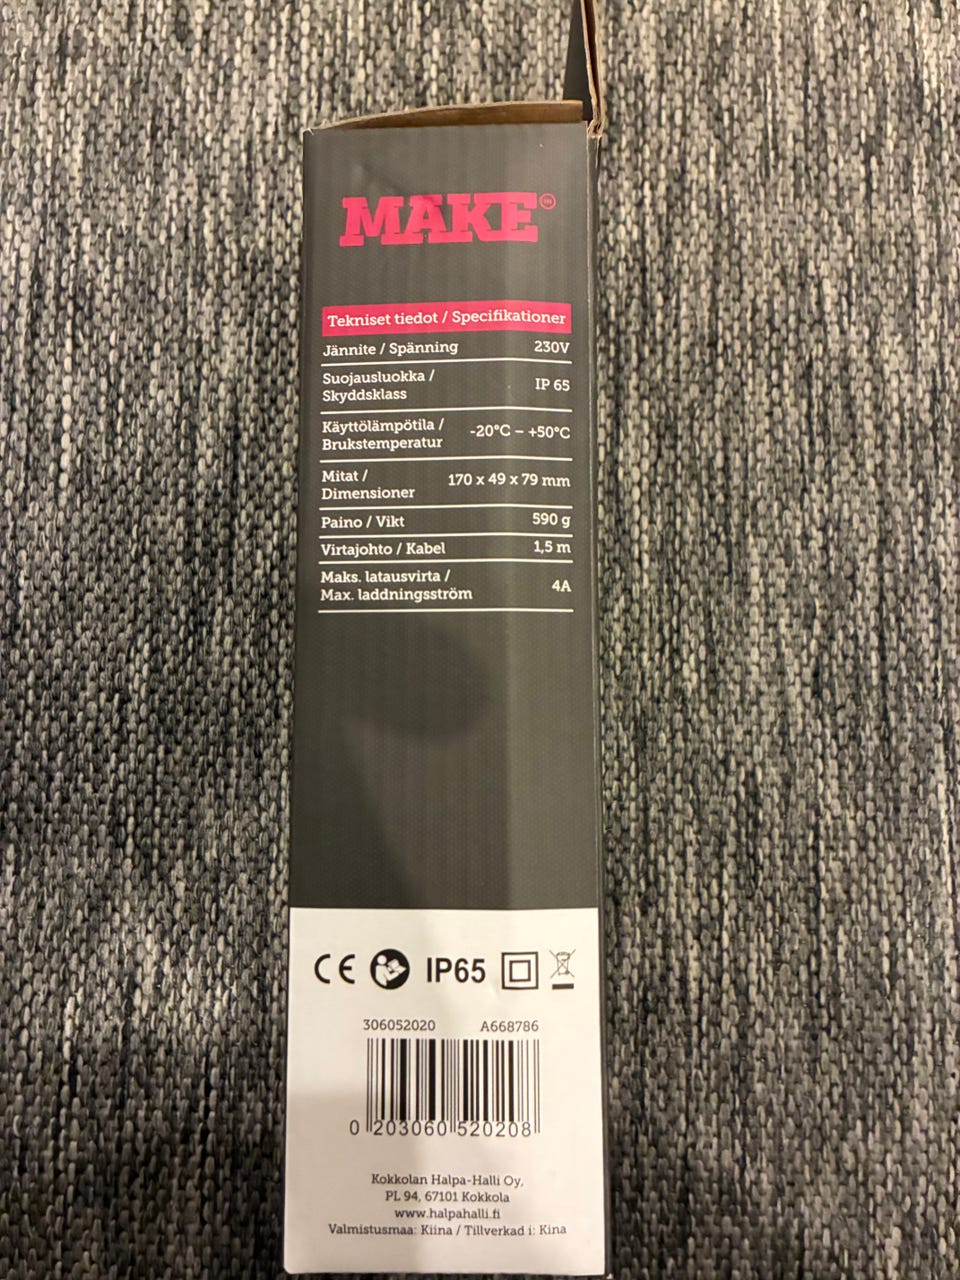 MAKE TM
Tekniset tiedot / Specifikationer
Jännite / Spänning 230V
Suojausluokka /
Skyddsklass IP 65
Käyttölämpötila /
Brukstemperatur -20°C – +50°C
Mitat /
Dimensioner 170 x 49 x 79 mm
Paino / Vikt 590 g
Virtajohto / Kabel 1,5 m
Maks. latausvirta /
Max. laddningsström 4A
CE IP65
306052020 A668786
0 203060 520208
Kokkolan Halpa-Halli Oy,
PL 94, 67101 Kokkola
www.halpahalli.fi
Valmistusmaa: Kiina / Tillverkad i: Kina